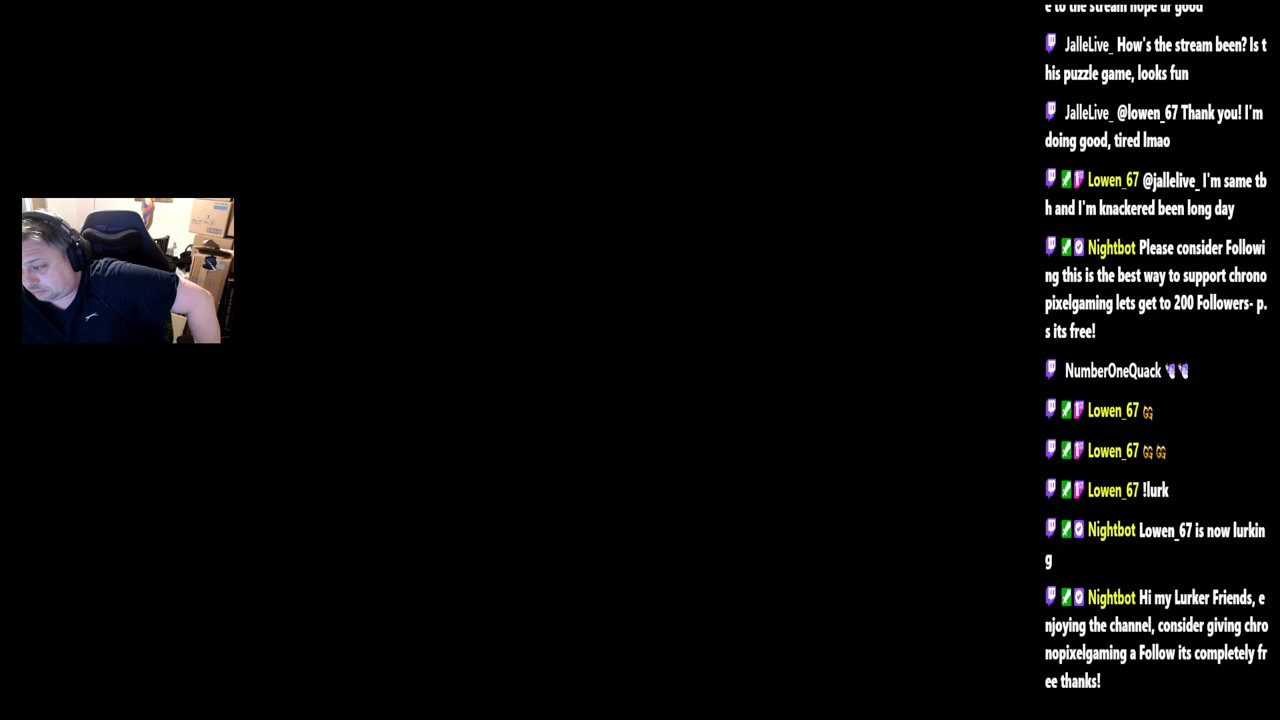 e to the stream hope ur good
JalleLive_ How's the stream been? Is t
his puzzle game, looks fun
JalleLive_ @lowen_67 Thank you! I'm
doing good, tired lmao
Lowen_67 @jallelive_ I'm same tb
h and I'm knackered been long day
Nightbot Please consider Followi
ng this is the best way to support chrono
pixelgaming lets get to 200 Followers- p.
s its free!
NumberOneQuack
Lowen_67
Lowen_67
Lowen_67 !lurk
Nightbot Lowen_67 is now lurkin
g
Nightbot Hi my Lurker Friends, e
njoying the channel, consider giving chro
nopixelgaming a Follow its completely fr
ee thanks!